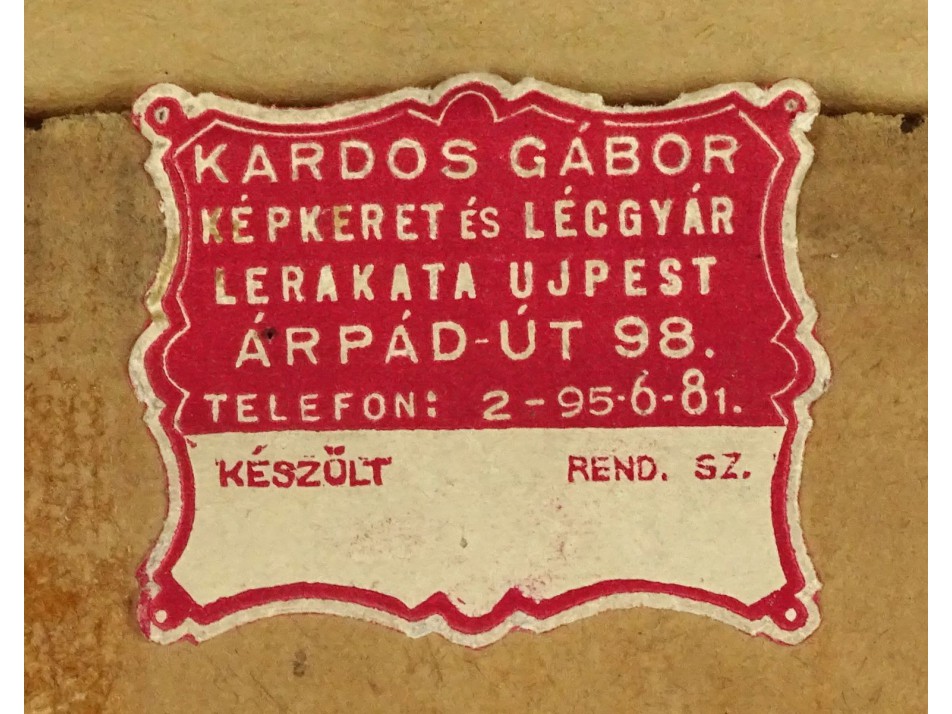 KARDOS GÁBOR
KÉPKERET ÉS LÉCGYÁR
LERAKATA UJPEST
ÁRPÁD-ÚT 98.
TELEFON: 2-95-6-81.
KÉSZÜLT REND. SZ.